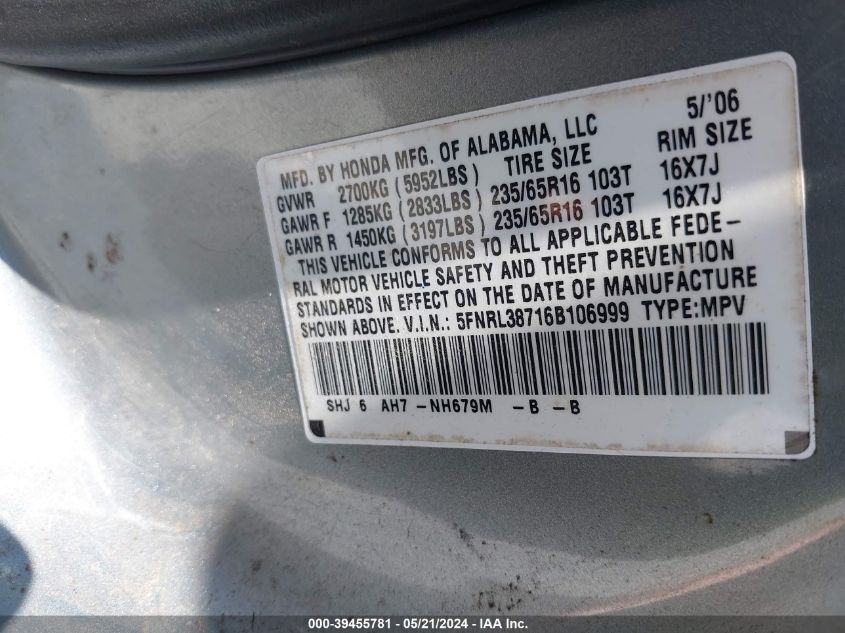 5/'06
MFD. BY HONDA MFG. OF ALABAMA, LLC
GVWR 2700KG (5952LBS) TIRE SIZE RIM SIZE
GAWR F 1285KG (2833LBS) 235/65R16 103T 16X7J
GAWR R 1450KG (3197LBS) 235/65R16 103T 16X7J
THIS VEHICLE CONFORMS TO ALL APPLICABLE FEDE-
RAL MOTOR VEHICLE SAFETY AND THEFT PREVENTION
STANDARDS IN EFFECT ON THE DATE OF MANUFACTURE
SHOWN ABOVE. V.I.N.: 5FNRL38716B106999 TYPE:MPV
SHJ 6 AH7 -NH679M -B -B
000-39455781 - 05/21/2024 - IAA Inc.